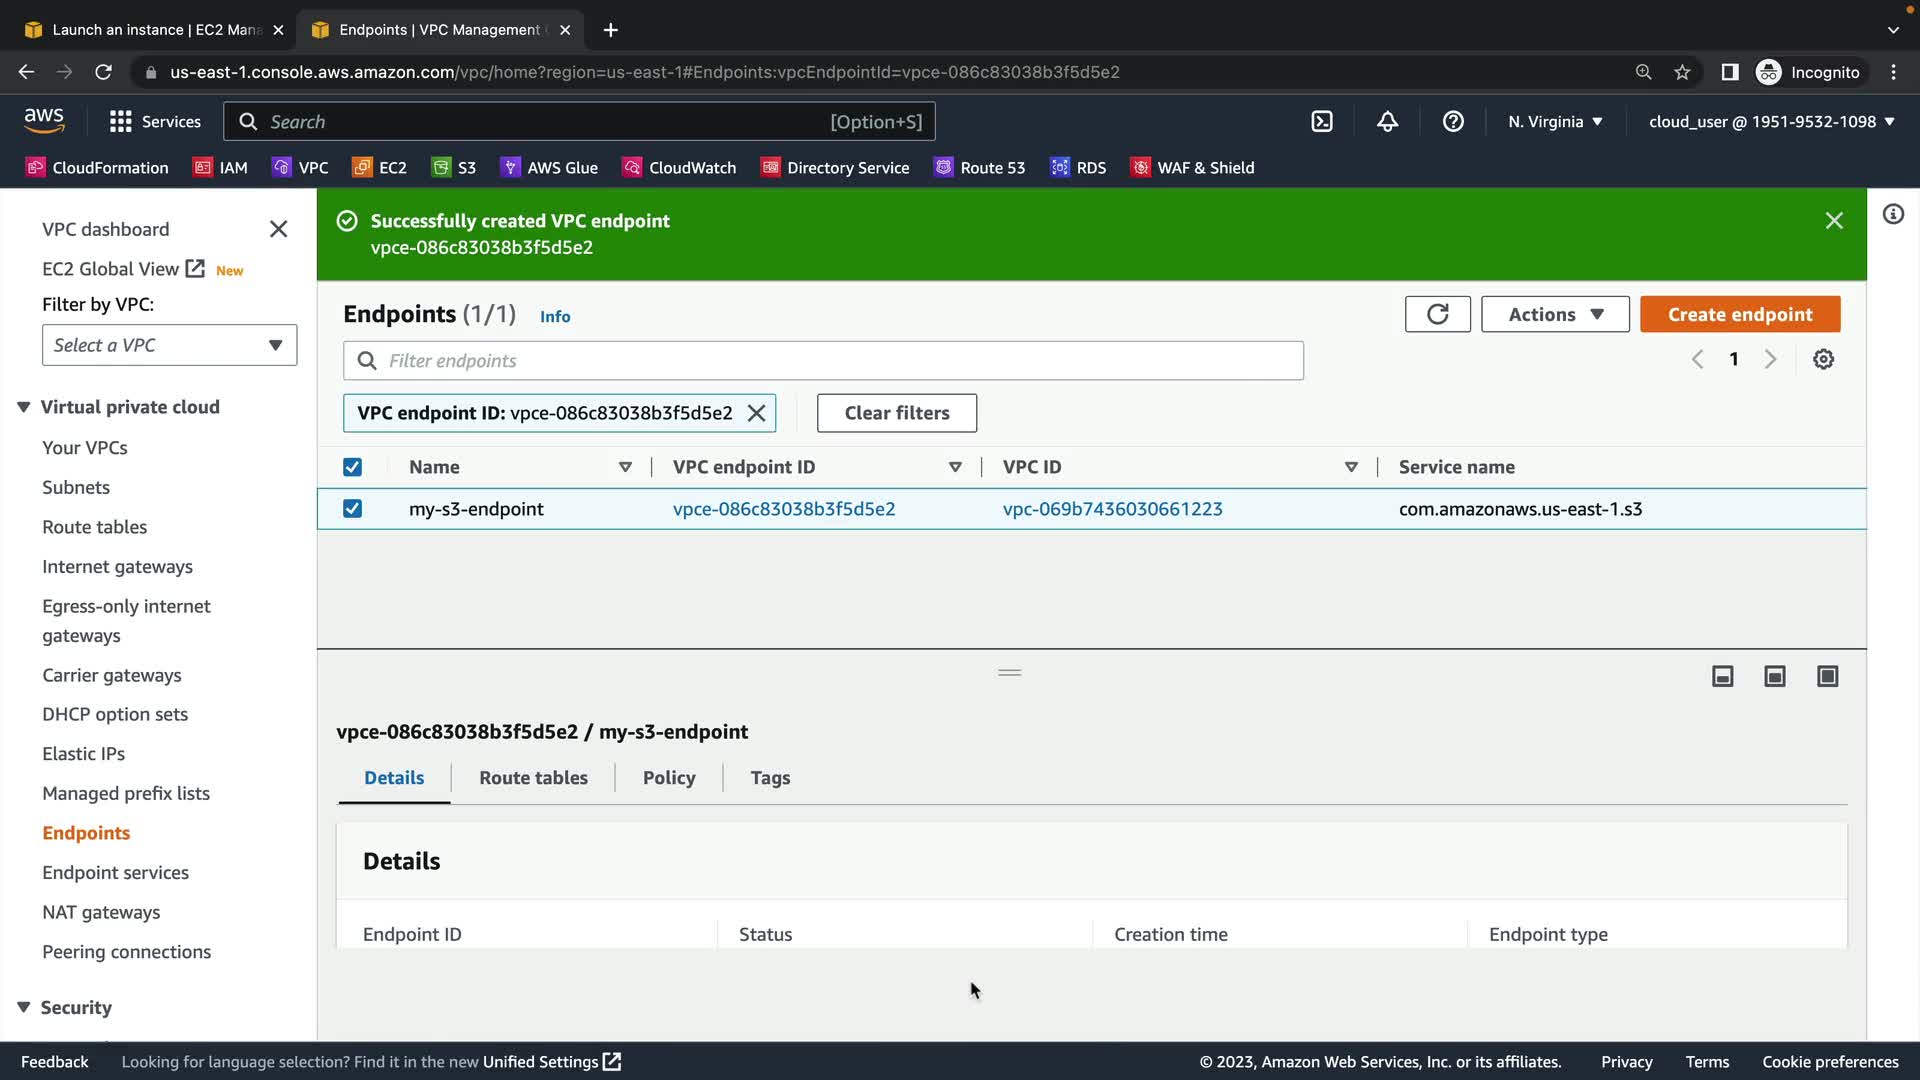 Launch an instance | EC2 Mana
Endpoints | VPC Management
us-east-1.console.aws.amazon.com/vpc/home?region=us-east-1#Endpoints:vpcEndpointId=vpce-086c83038b3f5d5e2
Incognito
aws
Services
Search
[Option+S]
N. Virginia
cloud_user @ 1951-9532-1098
CloudFormation
IAM
VPC
EC2
S3
AWS Glue
CloudWatch
Directory Service
Route 53
RDS
WAF & Shield
VPC dashboard
EC2 Global View
New
Filter by VPC:
Select a VPC
Virtual private cloud
Your VPCs
Subnets
Route tables
Internet gateways
Egress-only internet
gateways
Carrier gateways
DHCP option sets
Elastic IPs
Managed prefix lists
Endpoints
Endpoint services
NAT gateways
Peering connections
Security
Successfully created VPC endpoint
vpce-086c83038b3f5d5e2
Endpoints (1/1)
Info
Actions
Create endpoint
Filter endpoints
1
VPC endpoint ID: vpce-086c83038b3f5d5e2
Clear filters
Name
VPC endpoint ID
VPC ID
Service name
my-s3-endpoint
vpce-086c83038b3f5d5e2
vpc-069b7436030661223
com.amazonaws.us-east-1.s3
vpce-086c83038b3f5d5e2 / my-s3-endpoint
Details
Route tables
Policy
Tags
Details
Endpoint ID
Status
Creation time
Endpoint type
Feedback
Looking for language selection? Find it in the new Unified Settings
© 2023, Amazon Web Services, Inc. or its affiliates.
Privacy
Terms
Cookie preferences